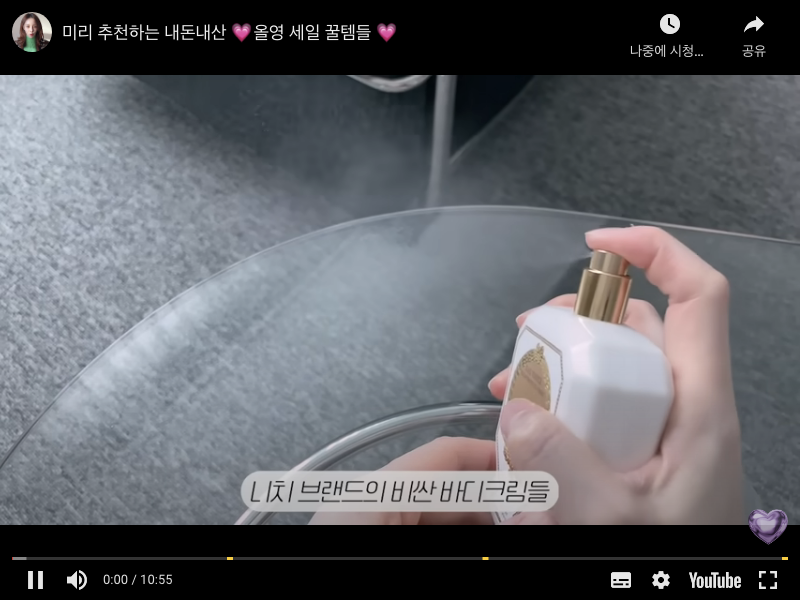 미리 추천하는 내돈내산 💗올영 세일 꿀템들 💗
나중에 시청...
공유
니치 브랜드의 비싼 바디크림들
0:00 / 10:55
YouTube